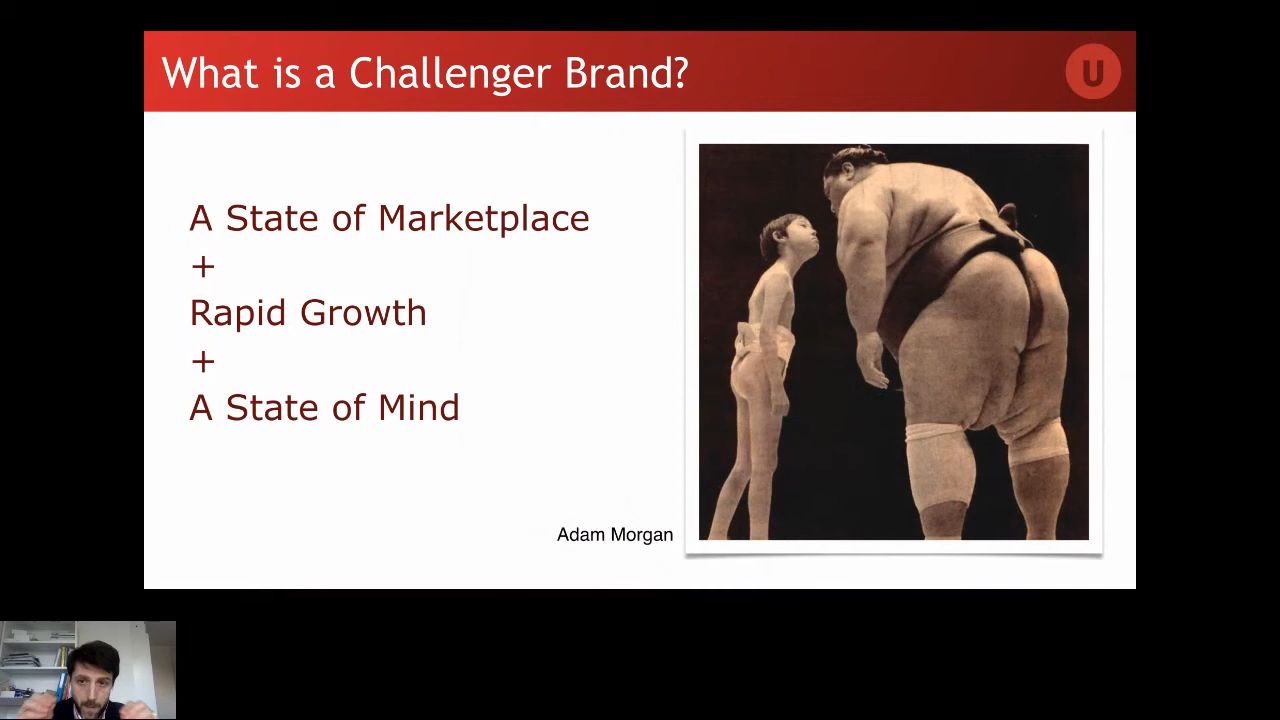 What is a Challenger Brand?
U
A State of Marketplace
+
Rapid Growth
+
A State of Mind
Adam Morgan